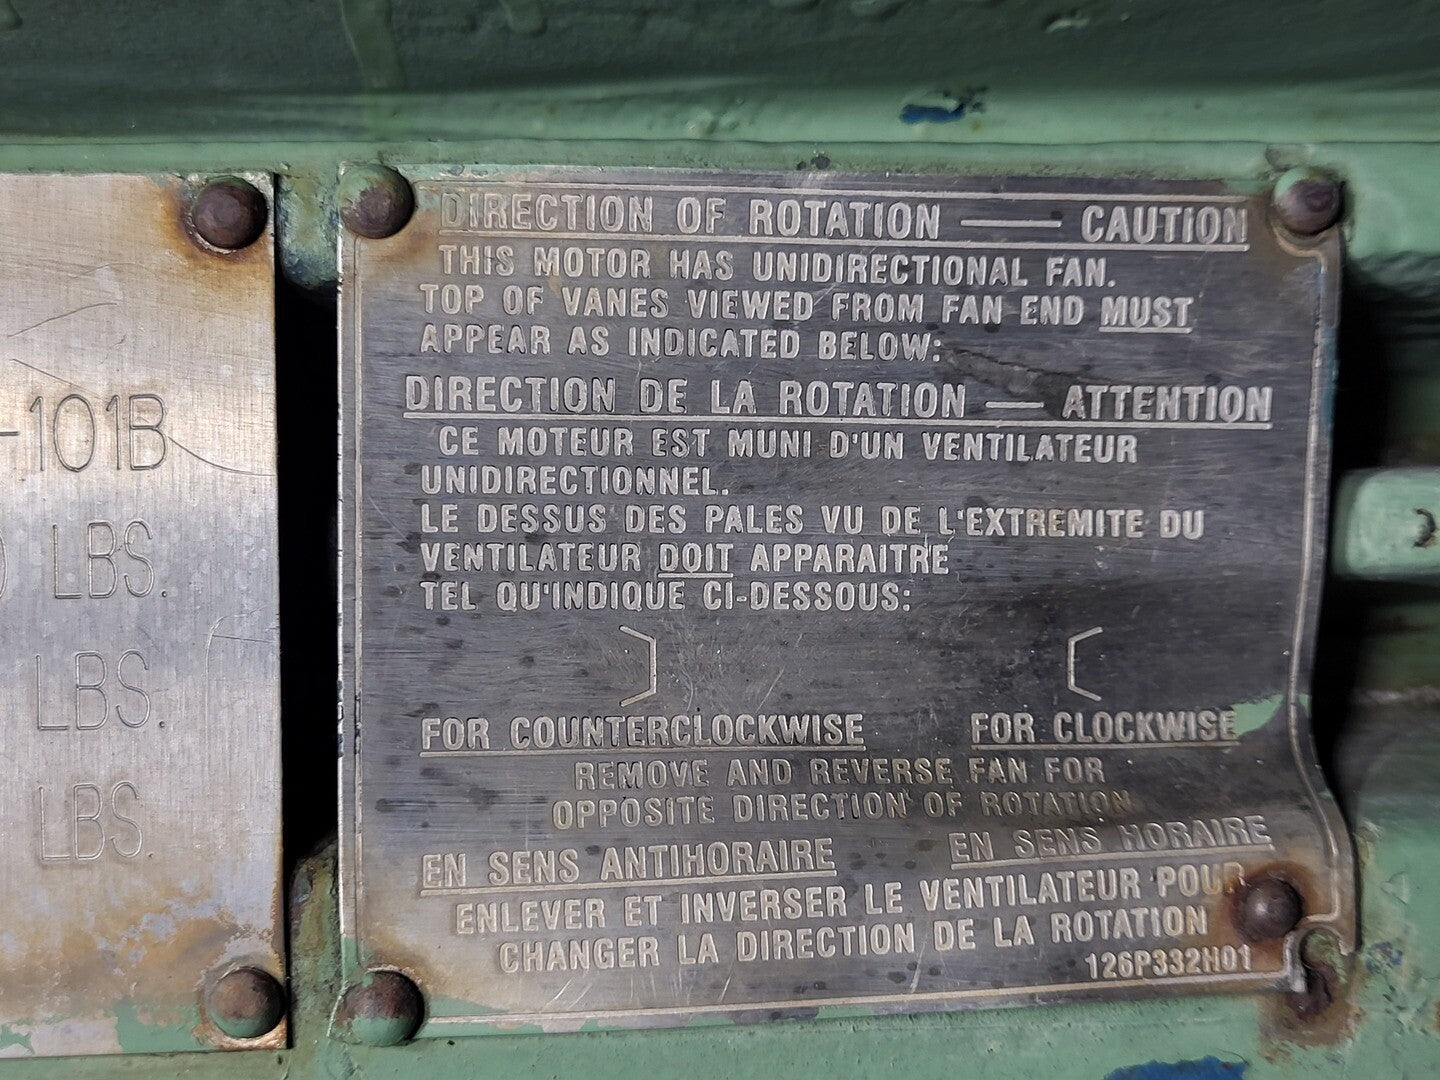 -101B
LBS.
LBS.
LBS.
DIRECTION OF ROTATION — CAUTION
THIS MOTOR HAS UNIDIRECTIONAL FAN.
TOP OF VANES VIEWED FROM FAN END MUST
APPEAR AS INDICATED BELOW:
DIRECTION DE LA ROTATION — ATTENTION
CE MOTEUR EST MUNI D'UN VENTILATEUR
UNIDIRECTIONNEL.
LE DESSUS DES PALES VU DE L'EXTREMITE DU
VENTILATEUR DOIT APPARAITRE
TEL QU'INDIQUE CI-DESSOUS:
FOR COUNTERCLOCKWISE FOR CLOCKWISE
REMOVE AND REVERSE FAN FOR
OPPOSITE DIRECTION OF ROTATION
EN SENS ANTIHORAIRE EN SENS HORAIRE
ENLEVER ET INVERSER LE VENTILATEUR POUR
CHANGER LA DIRECTION DE LA ROTATION
126P332H01